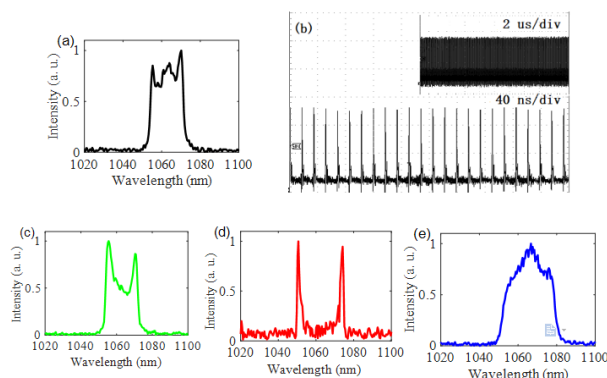 (a)
Intensity (a. u.)
1
0.5
0
1020 1040 1060 1080 1100
Wavelength (nm)
(b)
2 us/div
40 ns/div
(c)
Intensity (a. u.)
1
0.5
0
1020 1040 1060 1080 1100
Wavelength (nm)
(d)
Intensity (a. u.)
1
0.5
0
1020 1040 1060 1080 1100
Wavelength (nm)
(e)
Intensity (a. u.)
1
0.5
0
1020 1040 1060 1080 1100
Wavelength (nm)